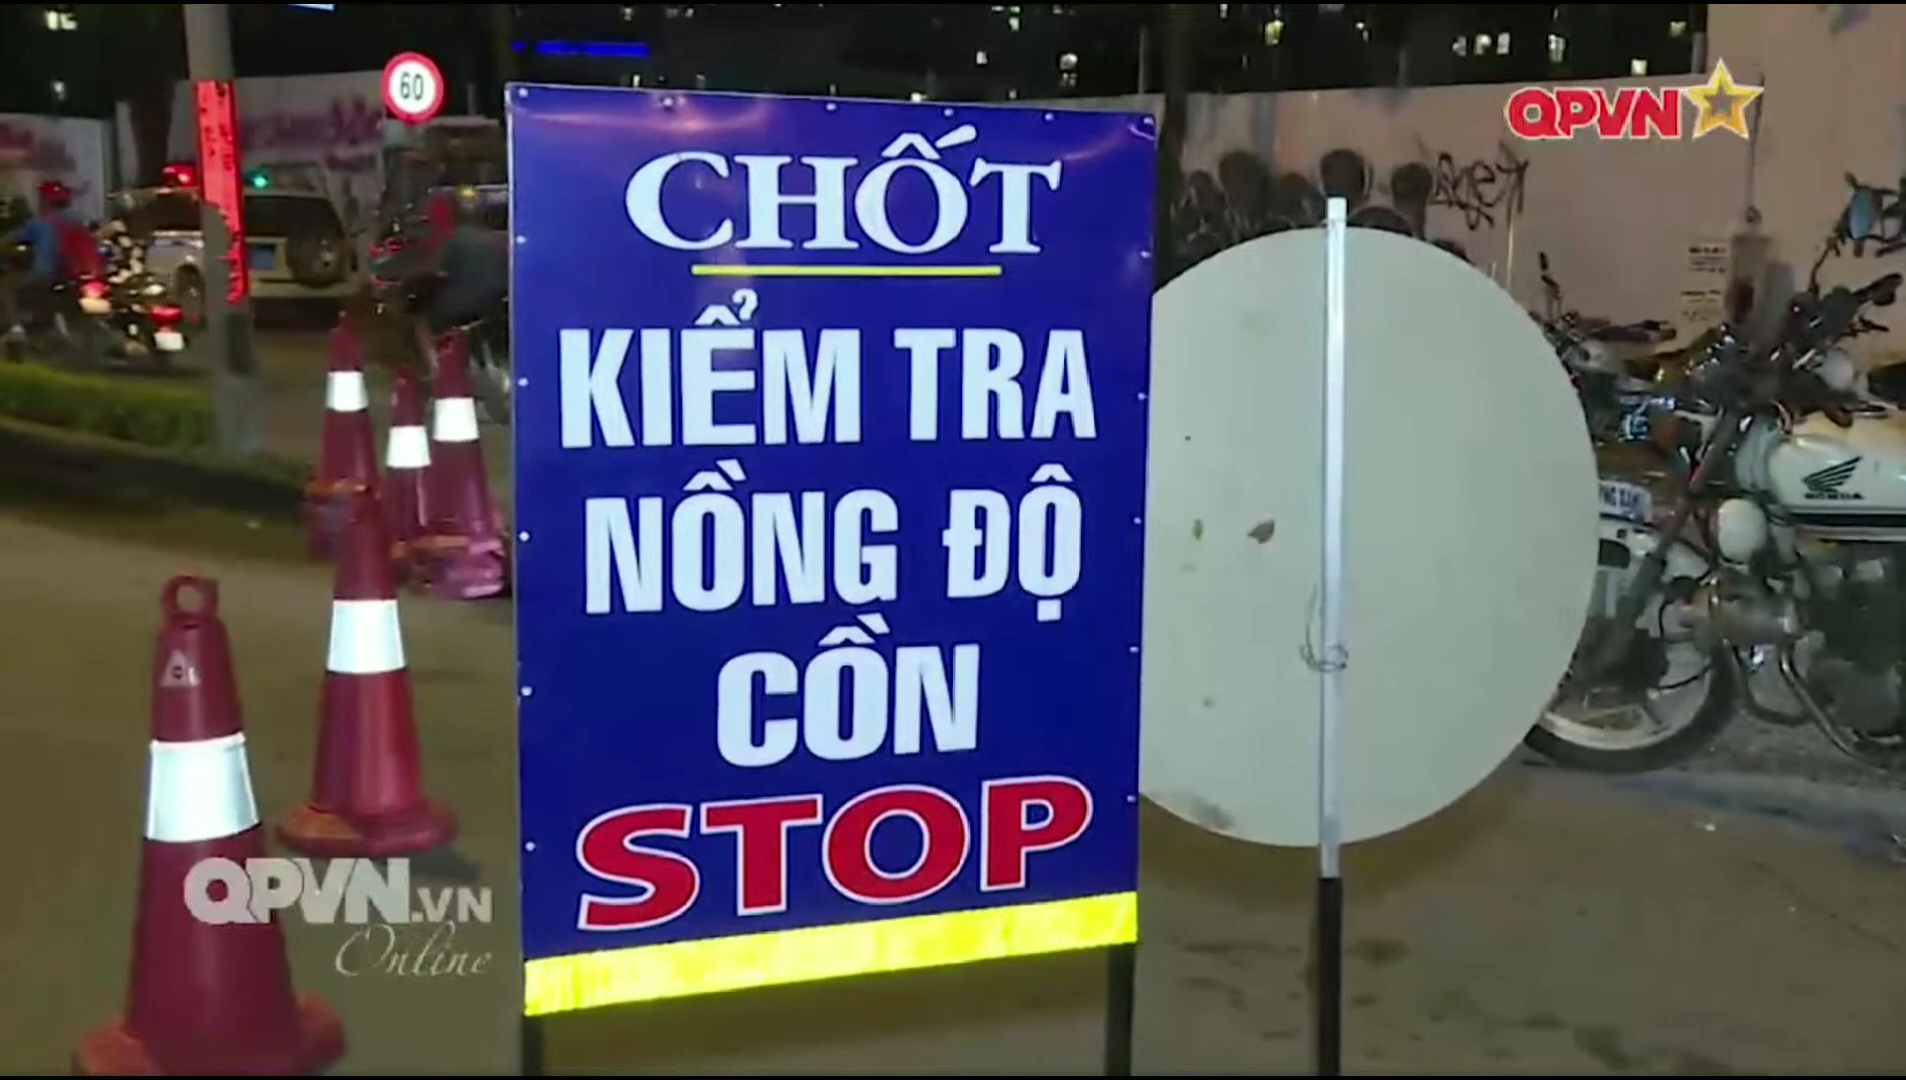 60
QPVN
CHỐT
KIỂM TRA
NỒNG ĐỘ
CỒN
STOP
HONDA
QPVN.VN
Online